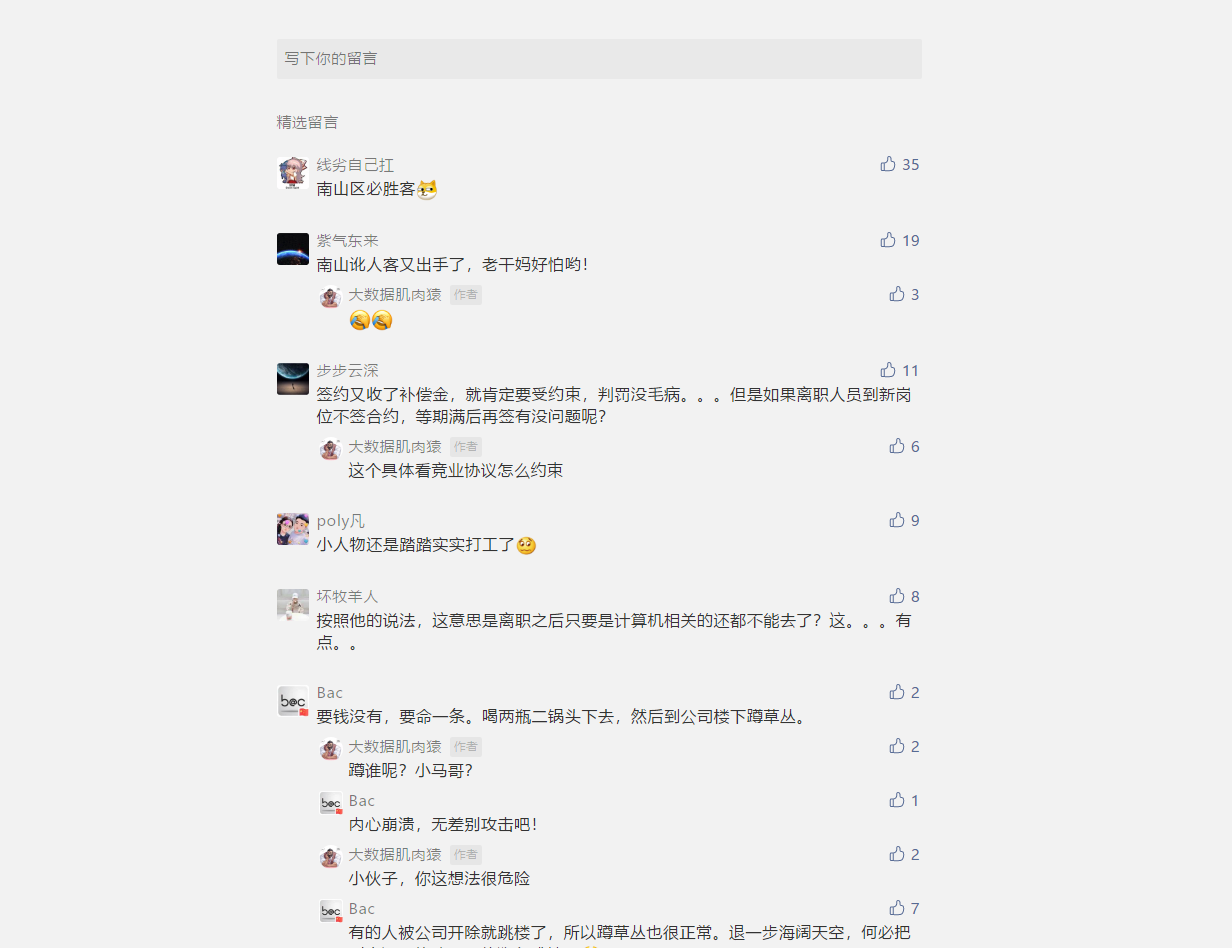 写下你的留言
精选留言
线劣自己扛
35
南山区必胜客
紫气东来
19
南山讹人客又出手了，老干妈好怕哟！
大数据肌肉猿 作者
3
步步云深
11
签约又收了补偿金，就肯定要受约束，判罚没毛病。。。但是如果离职人员到新岗
位不签合约，等期满后再签有没问题呢？
大数据肌肉猿 作者
6
这个具体看竞业协议怎么约束
poly凡
9
小人物还是踏踏实实打工了
坏牧羊人
8
按照他的说法，这意思是离职之后只要是计算机相关的还都不能去了？这。。。有
点。。
Bac
2
要钱没有，要命一条。喝两瓶二锅头下去，然后到公司楼下蹲草丛。
大数据肌肉猿 作者
2
蹲谁呢？小马哥？
Bac
1
内心崩溃，无差别攻击吧！
大数据肌肉猿 作者
2
小伙子，你这想法很危险
Bac
7
有的人被公司开除就跳楼了，所以蹲草丛也很正常。退一步海阔天空，何必把